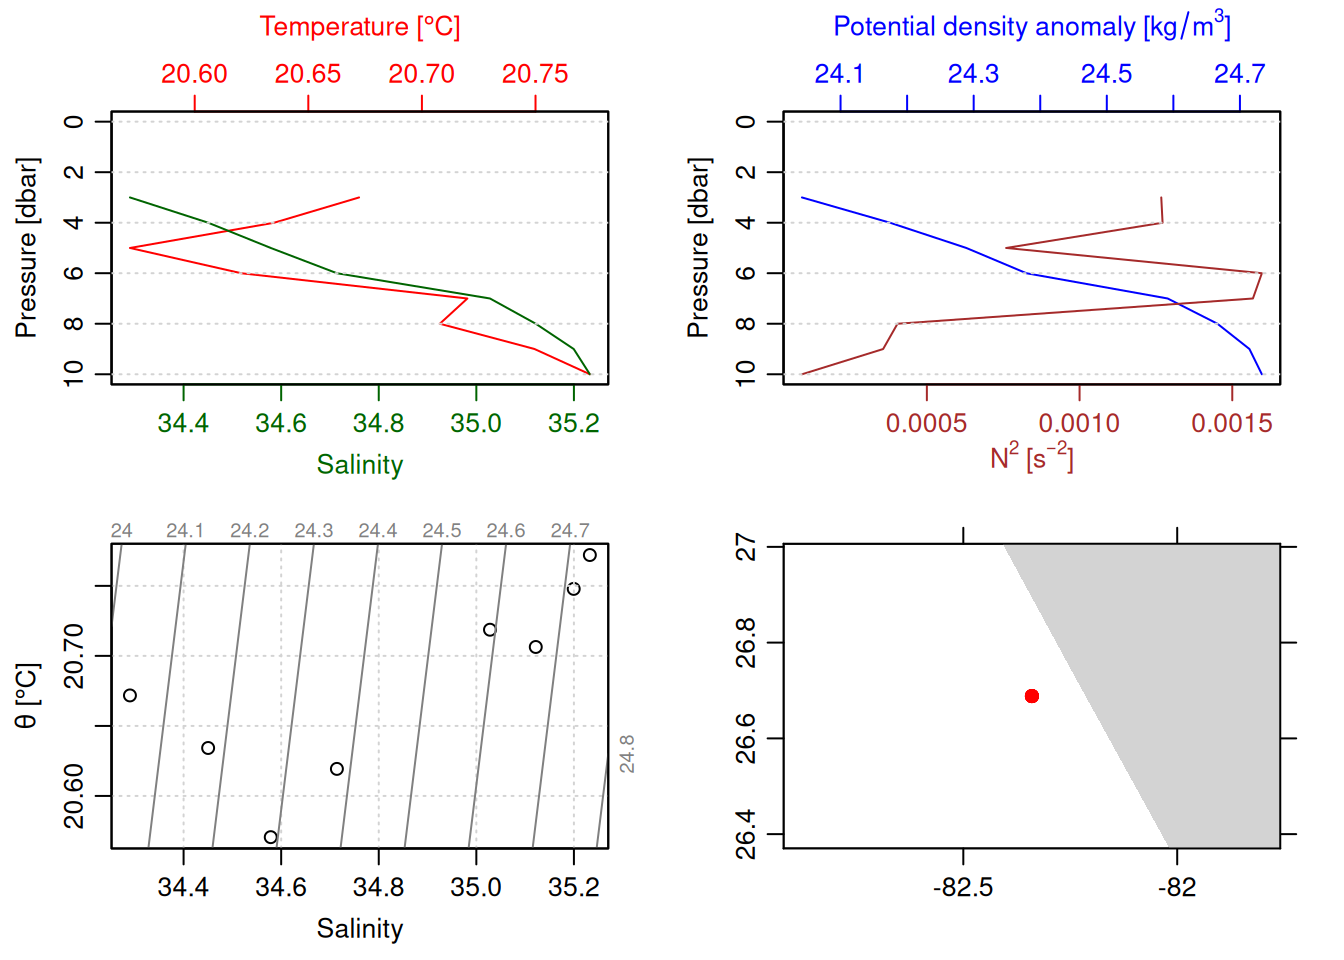 Temperature [°C]
20.60 20.65 20.70 20.75
Pressure [dbar]
0
2
4
6
8
10
34.4 34.6 34.8 35.0 35.2
Salinity
Potential density anomaly [kg/m³]
24.1 24.3 24.5 24.7
Pressure [dbar]
0
2
4
6
8
10
0.0005 0.0010 0.0015
N² [s⁻²]
24 24.1 24.2 24.3 24.4 24.5 24.6 24.7
24.8
θ [°C]
20.70
20.60
34.4 34.6 34.8 35.0 35.2
Salinity
27
26.8
26.6
26.4
-82.5 -82